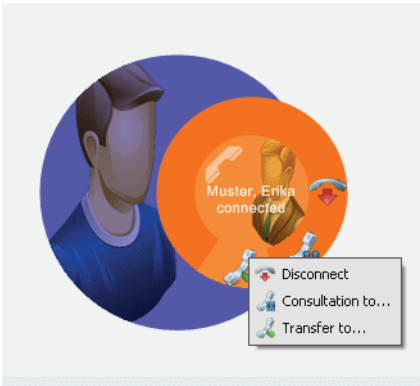 Muster, Erika
connected
Disconnect
Consultation to...
Transfer to...